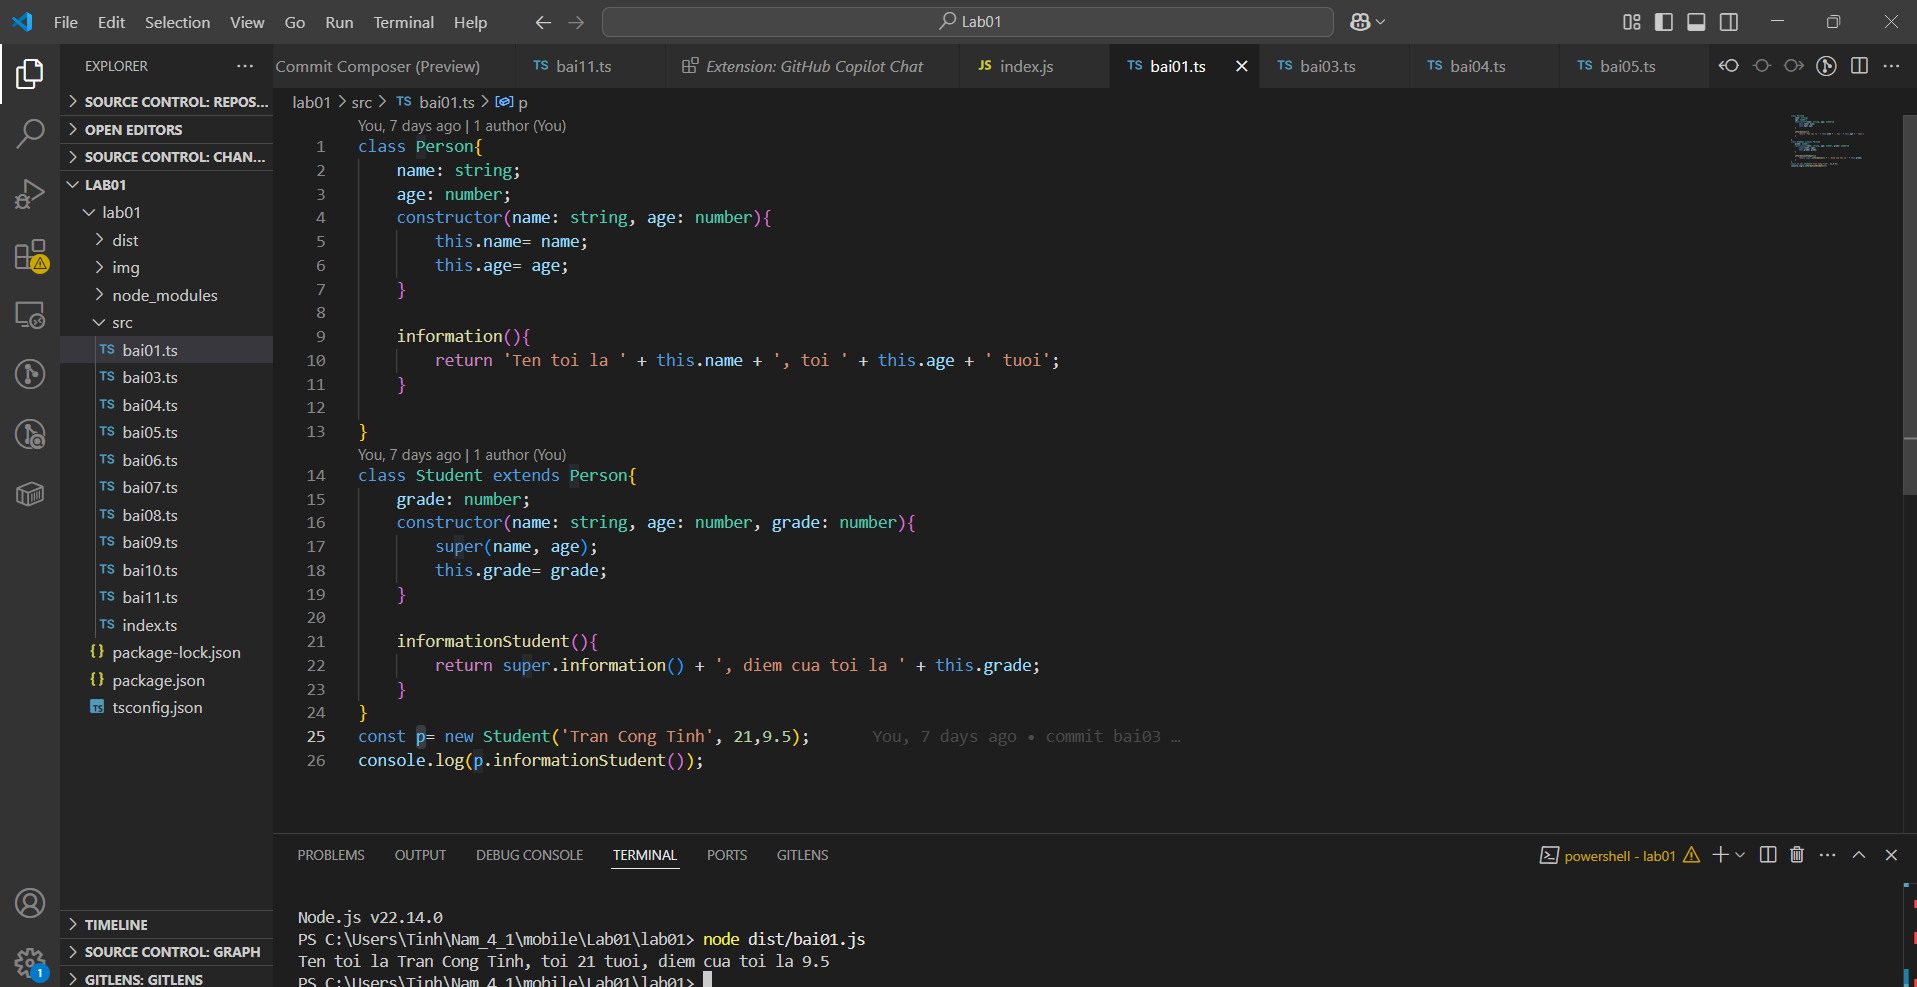 File Edit Selection View Go Run Terminal Help Lab01
EXPLORER
SOURCE CONTROL: REPOS...
OPEN EDITORS
SOURCE CONTROL: CHAN...
LAB01
lab01
dist
img
node_modules
src
TS bai01.ts
TS bai03.ts
TS bai04.ts
TS bai05.ts
TS bai06.ts
TS bai07.ts
TS bai08.ts
TS bai09.ts
TS bai10.ts
TS bai11.ts
TS index.ts
{} package-lock.json
{} package.json
TS tsconfig.json
TIMELINE
SOURCE CONTROL: GRAPH
GITLENS: GITLENS
1
Commit Composer (Preview) TS bai11.ts Extension: GitHub Copilot Chat JS index.js TS bai01.ts TS bai03.ts TS bai04.ts TS bai05.ts
lab01 > src > TS bai01.ts > p
You, 7 days ago | 1 author (You)
1 class Person{
2 name: string;
3 age: number;
4 constructor(name: string, age: number){
5 this.name= name;
6 this.age= age;
7 }
8
9 information(){
10 return 'Ten toi la ' + this.name + ', toi ' + this.age + ' tuoi';
11 }
12
13 }
You, 7 days ago | 1 author (You)
14 class Student extends Person{
15 grade: number;
16 constructor(name: string, age: number, grade: number){
17 super(name, age);
18 this.grade= grade;
19 }
20
21 informationStudent(){
22 return super.information() + ', diem cua toi la ' + this.grade;
23 }
24 }
25 const p= new Student('Tran Cong Tinh', 21,9.5); You, 7 days ago • commit bai03 …
26 console.log(p.informationStudent());
PROBLEMS OUTPUT DEBUG CONSOLE TERMINAL PORTS GITLENS powershell - lab01
Node.js v22.14.0
PS C:\Users\Tinh\Nam_4_1\mobile\Lab01\lab01> node dist/bai01.js
Ten toi la Tran Cong Tinh, toi 21 tuoi, diem cua toi la 9.5
PS C:\Users\Tinh\Nam_4_1\mobile\Lab01\lab01>